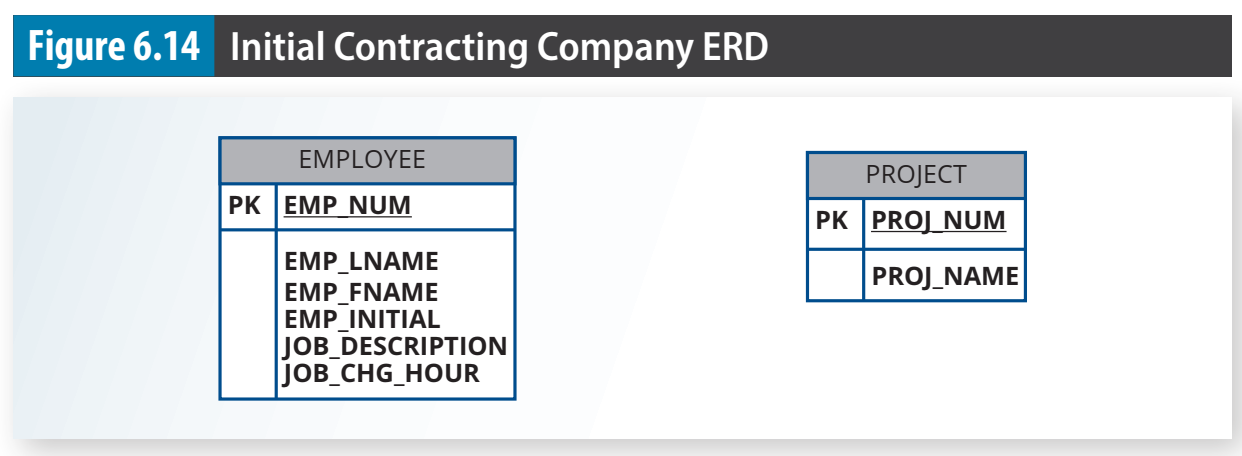 Figure 6.14 Initial Contracting Company ERD
EMPLOYEE
PK EMP_NUM
EMP_LNAME
EMP_FNAME
EMP_INITIAL
JOB_DESCRIPTION
JOB_CHG_HOUR
PROJECT
PK PROJ_NUM
PROJ_NAME